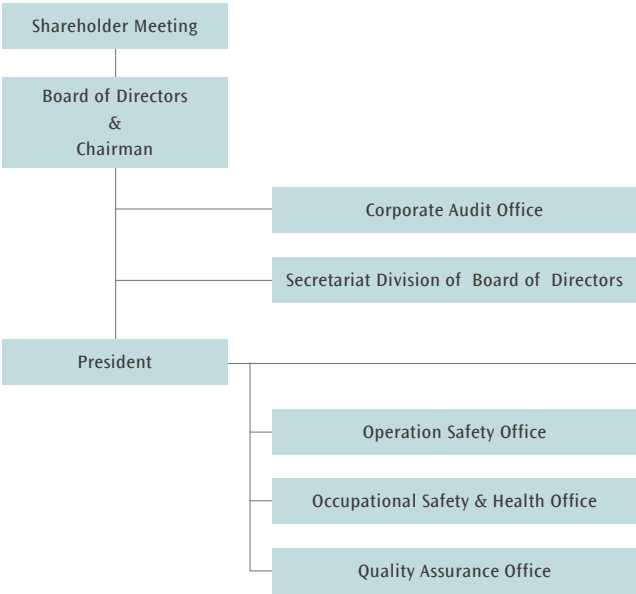 Shareholder Meeting
Board of Directors
&
Chairman
Corporate Audit Office
Secretariat Division of Board of Directors
President
Operation Safety Office
Occupational Safety & Health Office
Quality Assurance Office